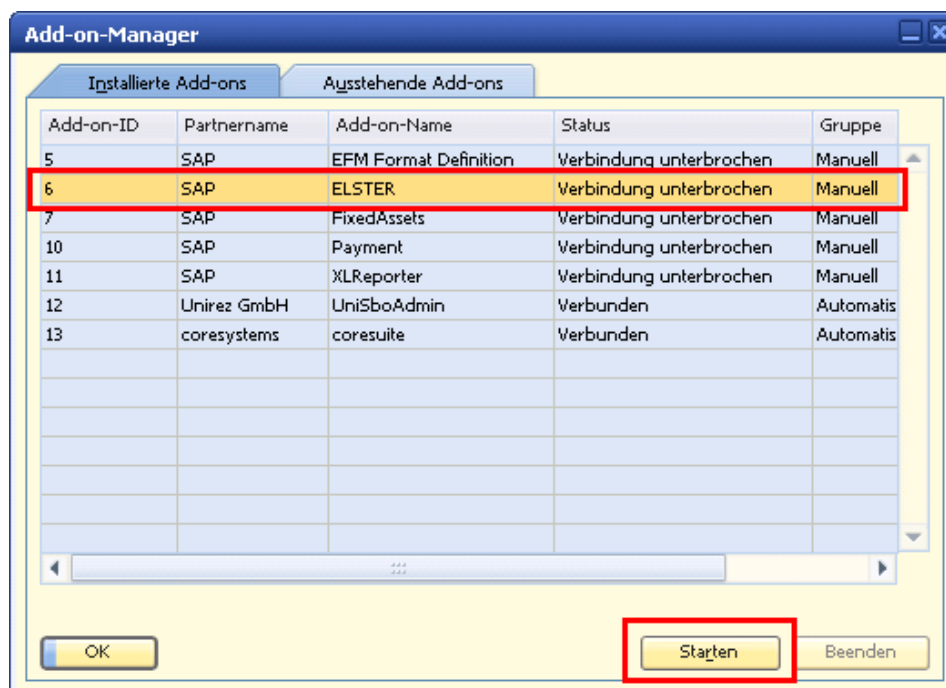 Add-on-Manager
Installierte Add-ons Ausstehende Add-ons
Add-on-ID Partnername Add-on-Name Status Gruppe
5 SAP EFM Format Definition Verbindung unterbrochen Manuell
6 SAP ELSTER Verbindung unterbrochen Manuell
7 SAP FixedAssets Verbindung unterbrochen Manuell
10 SAP Payment Verbindung unterbrochen Manuell
11 SAP XLReporter Verbindung unterbrochen Manuell
12 Unirez GmbH UniSboAdmin Verbunden Automatis
13 coresystems coresuite Verbunden Automatis
OK Starten Beenden